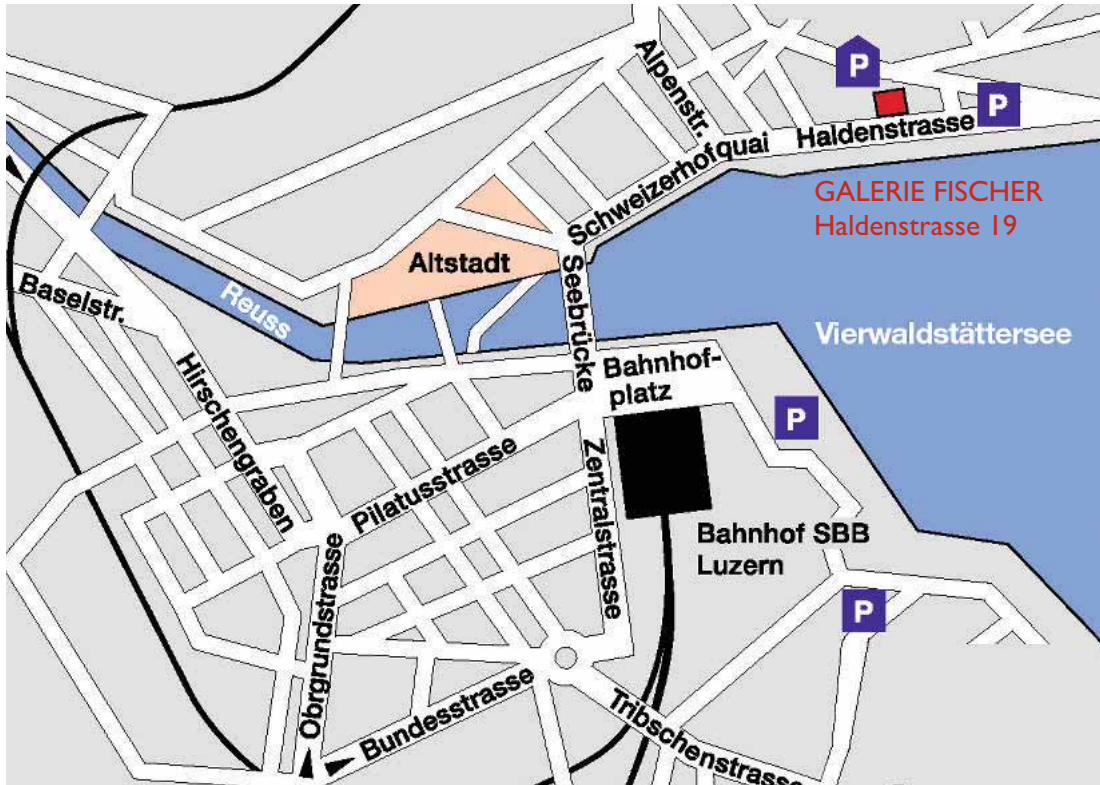 P
Alpenstr.
P
Haldenstrasse
Schweizerhofquai
GALERIE FISCHER
Haldenstrasse 19
Altstadt
Seebrücke
Baselstr.
Reuss
Vierwaldstättersee
Bahnhof-
platz
Hirschengraben
P
Pilatusstrasse
Zentralstrasse
Bahnhof SBB
Luzern
Obrgrundstrasse
P
Bundesstrasse
Tribschenstrasse